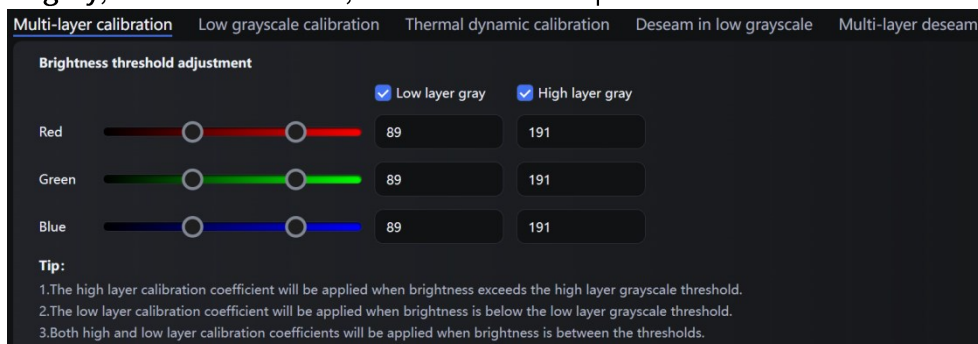 Multi-layer calibration Low grayscale calibration Thermal dynamic calibration Deseam in low grayscale Multi-layer deseam
Brightness threshold adjustment
Low layer gray High layer gray
Red 89 191
Green 89 191
Blue 89 191
Tip:
1.The high layer calibration coefficient will be applied when brightness exceeds the high layer grayscale threshold.
2.The low layer calibration coefficient will be applied when brightness is below the low layer grayscale threshold.
3.Both high and low layer calibration coefficients will be applied when brightness is between the thresholds.